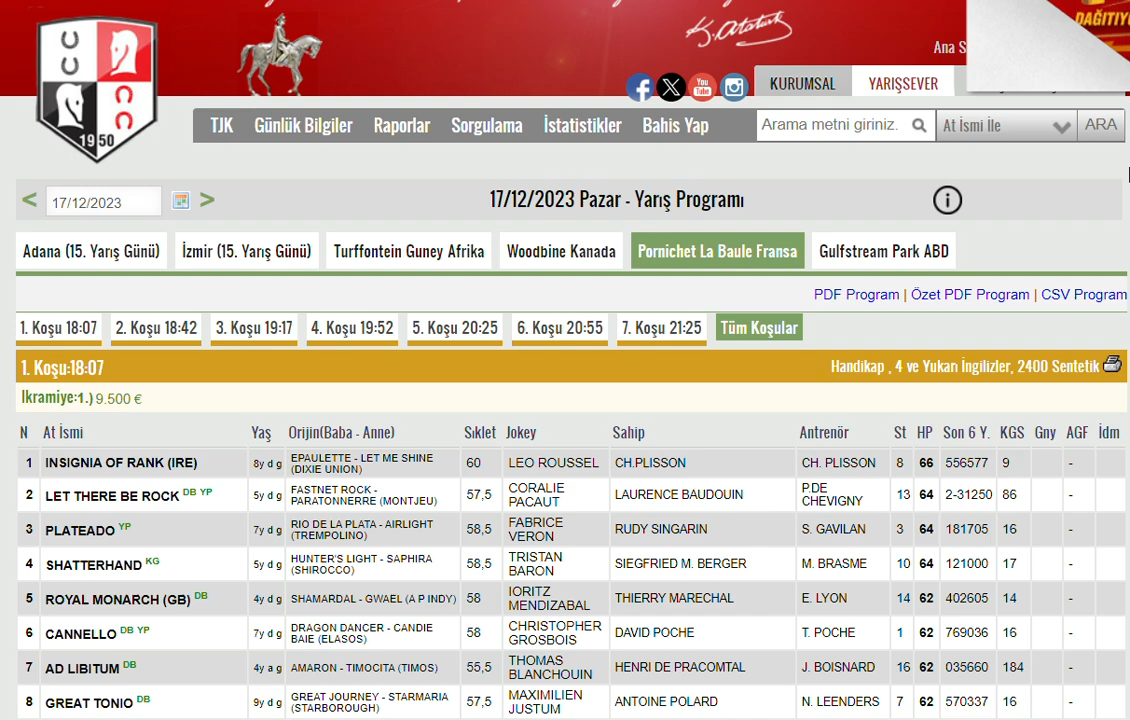 K. Atatürk
DAĞITIY
Ana S
1950
KURUMSAL YARIŞSEVER
TJK Günlük Bilgiler Raporlar Sorgulama İstatistikler Bahis Yap Arama metni giriniz. At İsmi İle ARA
17/12/2023 17/12/2023 Pazar - Yarış Programı
Adana (15. Yarış Günü) İzmir (15. Yarış Günü) Turffontein Guney Afrika Woodbine Kanada Pornichet La Baule Fransa Gulfstream Park ABD
PDF Program | Özet PDF Program | CSV Program
1. Koşu 18:07 2. Koşu 18:42 3. Koşu 19:17 4. Koşu 19:52 5. Koşu 20:25 6. Koşu 20:55 7. Koşu 21:25 Tüm Koşular
1. Koşu:18:07 Handikap , 4 ve Yukarı İngilizler, 2400 Sentetik
Ikramiye:1.) 9.500 €
N At İsmi Yaş Orijin(Baba - Anne) Sıklet Jokey Sahip Antrenör St HP Son 6 Y. KGS Gny AGF İdm
1 INSIGNIA OF RANK (IRE) 8y d g EPAULETTE - LET ME SHINE (DIXIE UNION) 60 LEO ROUSSEL CH.PLISSON CH. PLISSON 8 66 556577 9 -
2 LET THERE BE ROCK DB YP 5y d g FASTNET ROCK - PARATONNERRE (MONTJEU) 57,5 CORALIE PACAUT LAURENCE BAUDOUIN P.DE CHEVIGNY 13 64 2-31250 86 -
3 PLATEADO YP 7y d g RIO DE LA PLATA - AIRLIGHT (TREMPOLINO) 58,5 FABRICE VERON RUDY SINGARIN S. GAVILAN 3 64 181705 16 -
4 SHATTERHAND KG 5y d g HUNTER'S LIGHT - SAPHIRA (SHIROCCO) 58,5 TRISTAN BARON SIEGFRIED M. BERGER M. BRASME 10 64 121000 17 -
5 ROYAL MONARCH (GB) DB 4y d g SHAMARDAL - GWAEL (A P INDY) 58 IORITZ MENDIZABAL THIERRY MARECHAL E. LYON 14 62 402605 14 -
6 CANNELLO DB YP 7y d g DRAGON DANCER - CANDIE BAIE (ELASOS) 58 CHRISTOPHER GROSBOIS DAVID POCHE T. POCHE 1 62 769036 16 -
7 AD LIBITUM DB 4y a g AMARON - TIMOCITA (TIMOS) 55,5 THOMAS BLANCHOUIN HENRI DE PRACOMTAL J. BOISNARD 16 62 035660 184 -
8 GREAT TONIO DB 9y d g GREAT JOURNEY - STARMARIA (STARBOROUGH) 57,5 MAXIMILIEN JUSTUM ANTOINE POLARD N. LEENDERS 7 62 570337 16 -